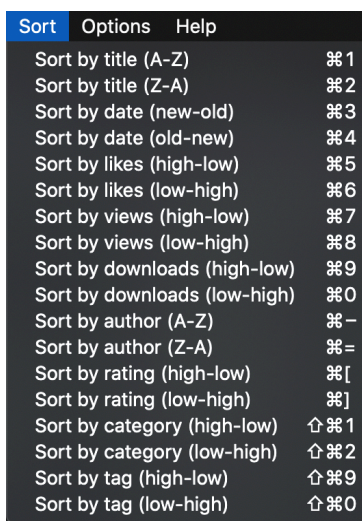 Sort Options Help
Sort by title (A-Z) ⌘1
Sort by title (Z-A) ⌘2
Sort by date (new-old) ⌘3
Sort by date (old-new) ⌘4
Sort by likes (high-low) ⌘5
Sort by likes (low-high) ⌘6
Sort by views (high-low) ⌘7
Sort by views (low-high) ⌘8
Sort by downloads (high-low) ⌘9
Sort by downloads (low-high) ⌘0
Sort by author (A-Z) ⌘−
Sort by author (Z-A) ⌘=
Sort by rating (high-low) ⌘[
Sort by rating (low-high) ⌘]
Sort by category (high-low) ⇧⌘1
Sort by category (low-high) ⇧⌘2
Sort by tag (high-low) ⇧⌘9
Sort by tag (low-high) ⇧⌘0